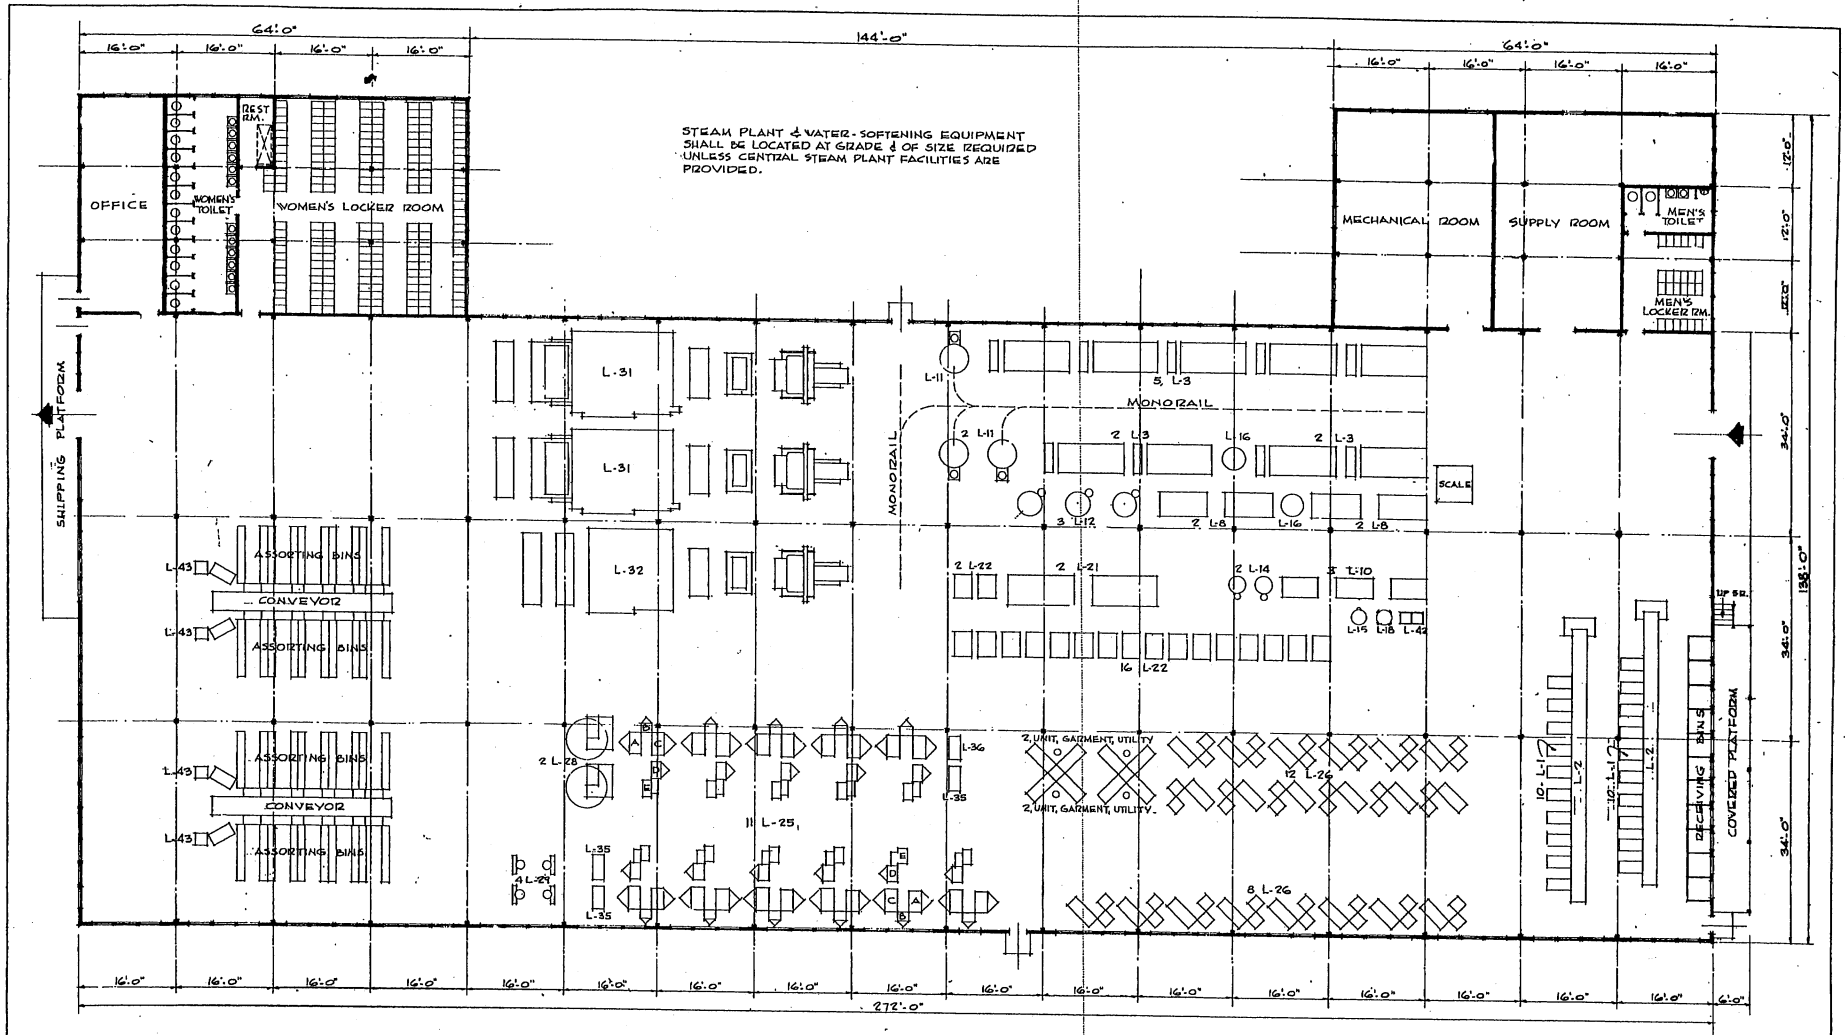 64'-0"
144'-0"
64'-0"
16'-0" 16'-0" 16'-0" 16'-0"
16'-0" 16'-0" 16'-0" 16'-0"
REST
RM.
STEAM PLANT & WATER-SOFTENING EQUIPMENT
SHALL BE LOCATED AT GRADE & OF SIZE REQUIRED
UNLESS CENTRAL STEAM PLANT FACILITIES ARE
PROVIDED.
OFFICE
WOMEN'S
TOILET
WOMEN'S LOCKER ROOM
MECHANICAL ROOM
SUPPLY ROOM
MEN'S
TOILET
MEN'S
LOCKER RM.
12'-0"
12'-0"
12'-0"
SHIPPING PLATFORM
L-31
L-11
5, L-3
MONORAIL
MONORAIL
L-31
2 L-11
2 L-3
L-16
2 L-3
SCALE
3 L-12
2 L-8
L-16
2 L-8
34'-0"
L-43
ASSORTING BINS
CONVEYOR
L-43
ASSORTING BINS
L-32
2 L-22
2 L-21
2 L-14
3 L-10
L-15
L-18
L-42
16 L-22
UP 5R.
138'-0"
34'-0"
L-43
ASSORTING BINS
CONVEYOR
L-43
ASSORTING BINS
2 L-28
A
B
C
D
E
L-36
L-35
11 L-25,
2, UNIT, GARMENT, UTILITY
2, UNIT, GARMENT, UTILITY
12 L-26
10-L-1
L-2
10-L-1
L-2
RECEIVING BINS
COVERED PLATFORM
34'-0"
4 L-29
L-35
L-35
E
D
C
A
B
8 L-26
16'-0" 16'-0" 16'-0" 16'-0" 16'-0" 16'-0" 16'-0" 16'-0" 16'-0" 16'-0" 16'-0" 16'-0" 16'-0" 16'-0" 16'-0" 16'-0" 16'-0" 6'-0"
272'-0"